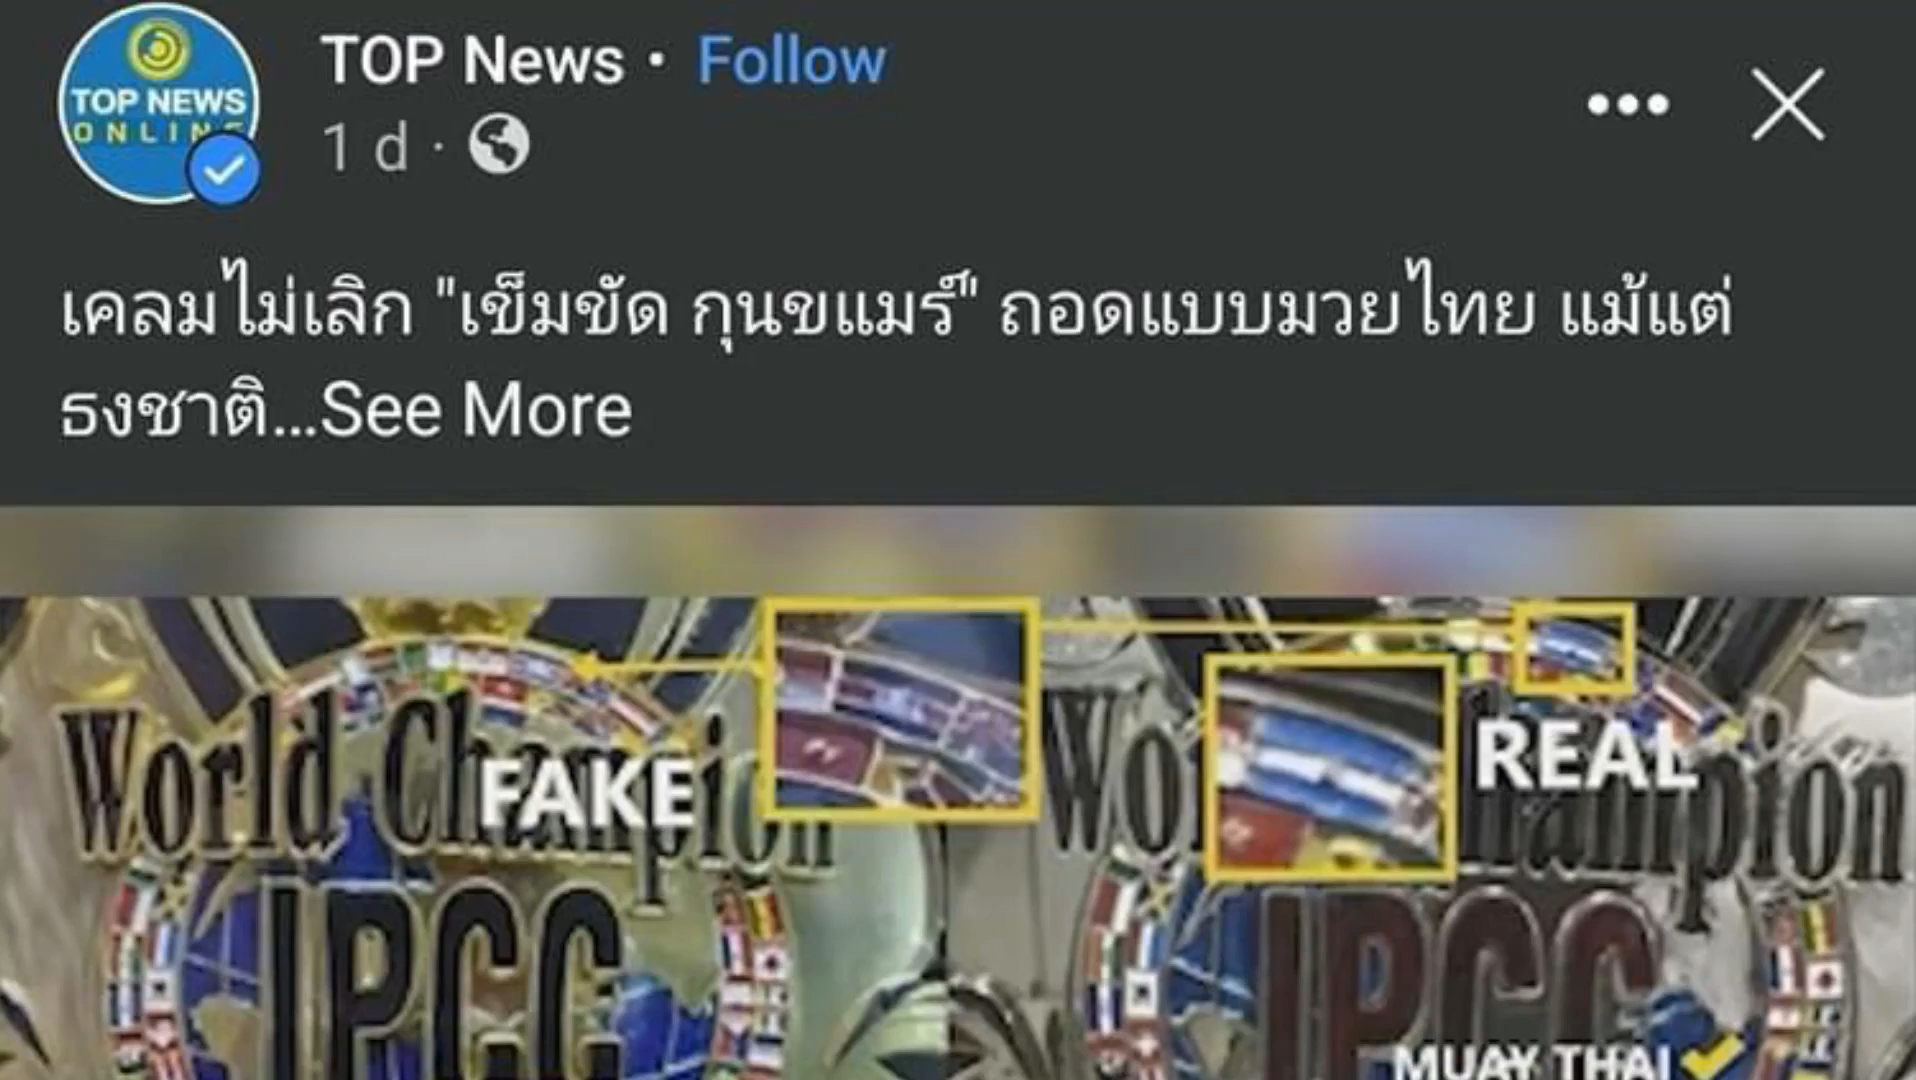 TOP NEWS
ONLINE
TOP News • Follow
1 d ·
เคลมไม่เลิก "เข็มขัด กุนขแมร์" ถอดแบบมวยไทย แม้แต่
ธงชาติ...See More
World Champion
FAKE
REAL
IPCC
IPCC
MUAY THAI